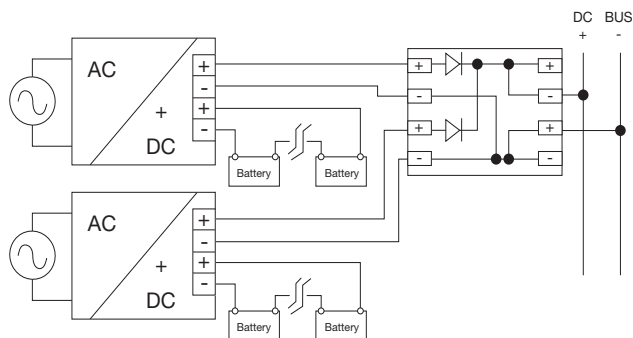 DC BUS
+ -
AC
+
DC
+
-
+
-
Battery
Battery
+
-
+
-
+
-
+
-
AC
+
DC
+
-
+
-
Battery
Battery